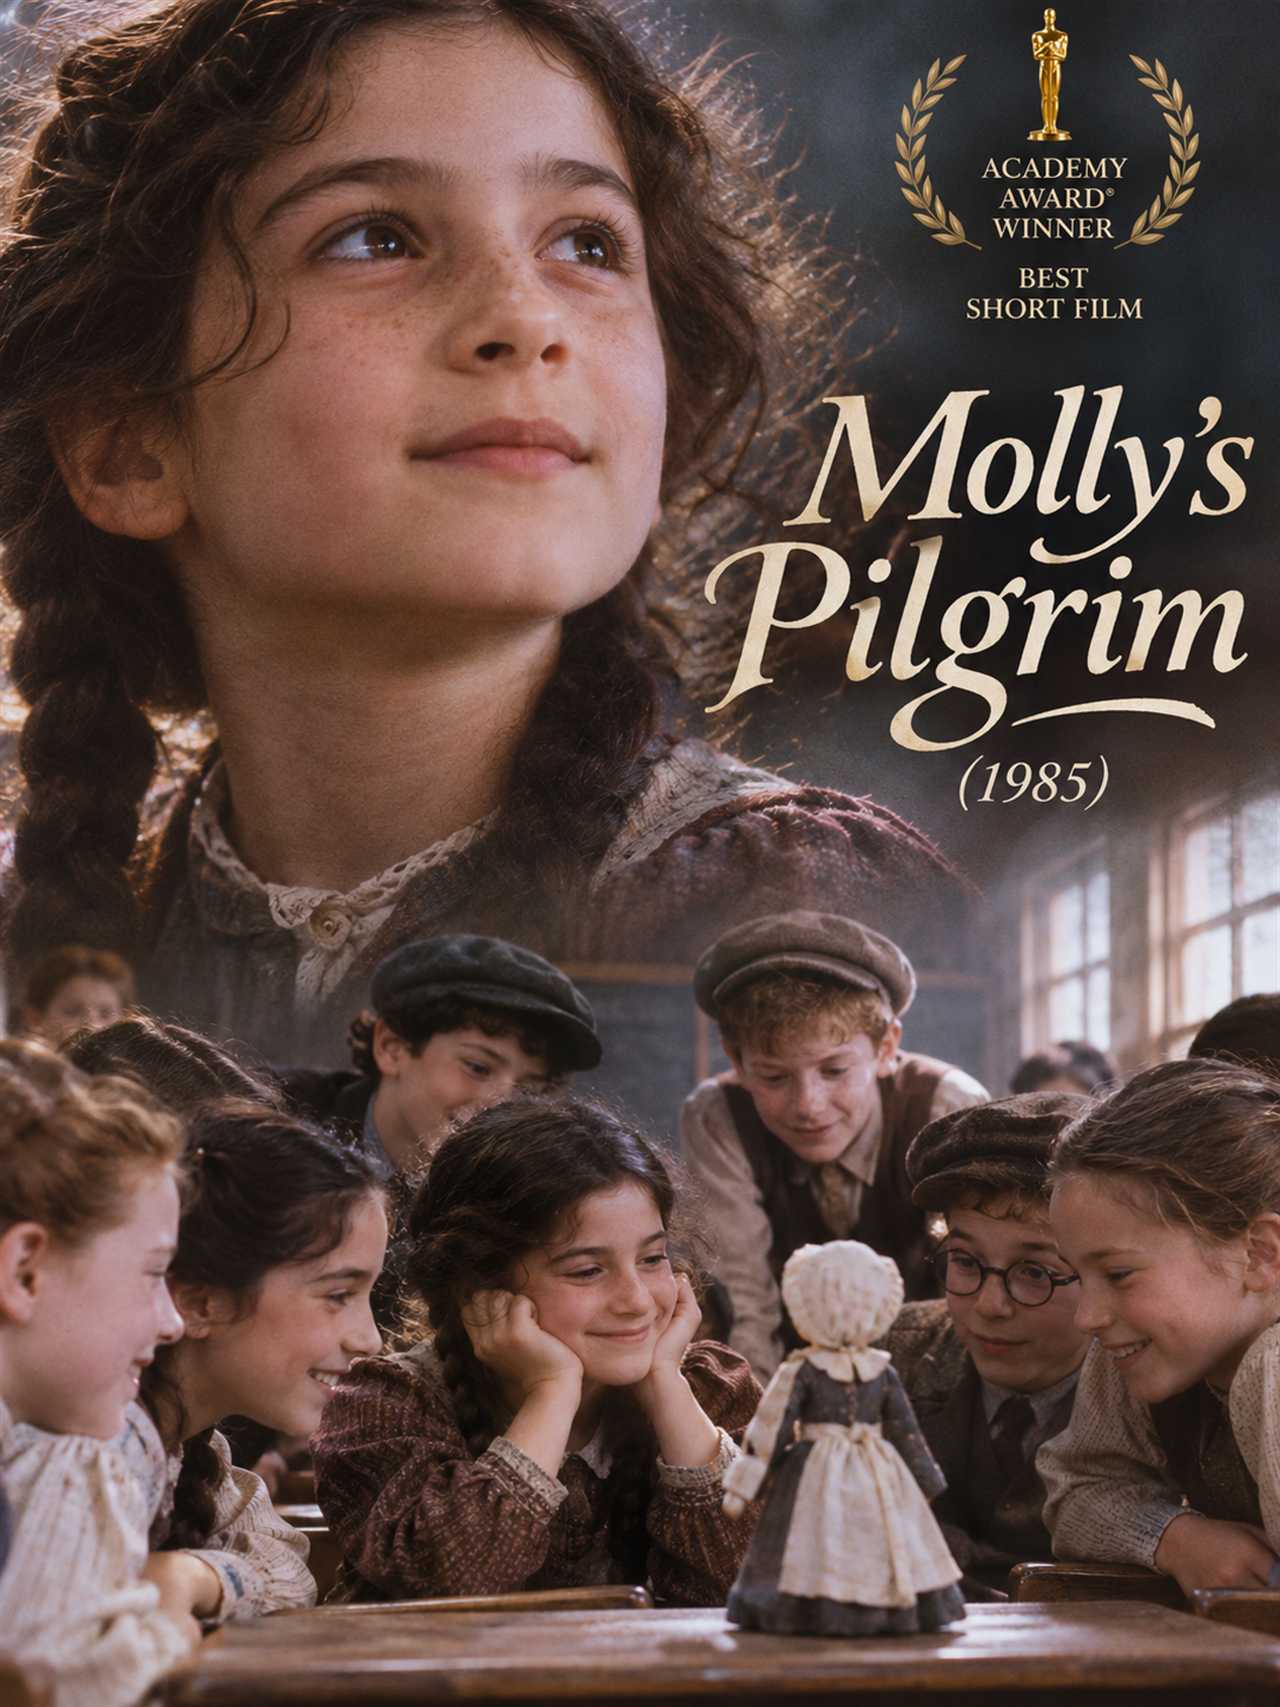 ACADEMY
AWARD®
WINNER
BEST
SHORT FILM
Molly's
Pilgrim
(1985)